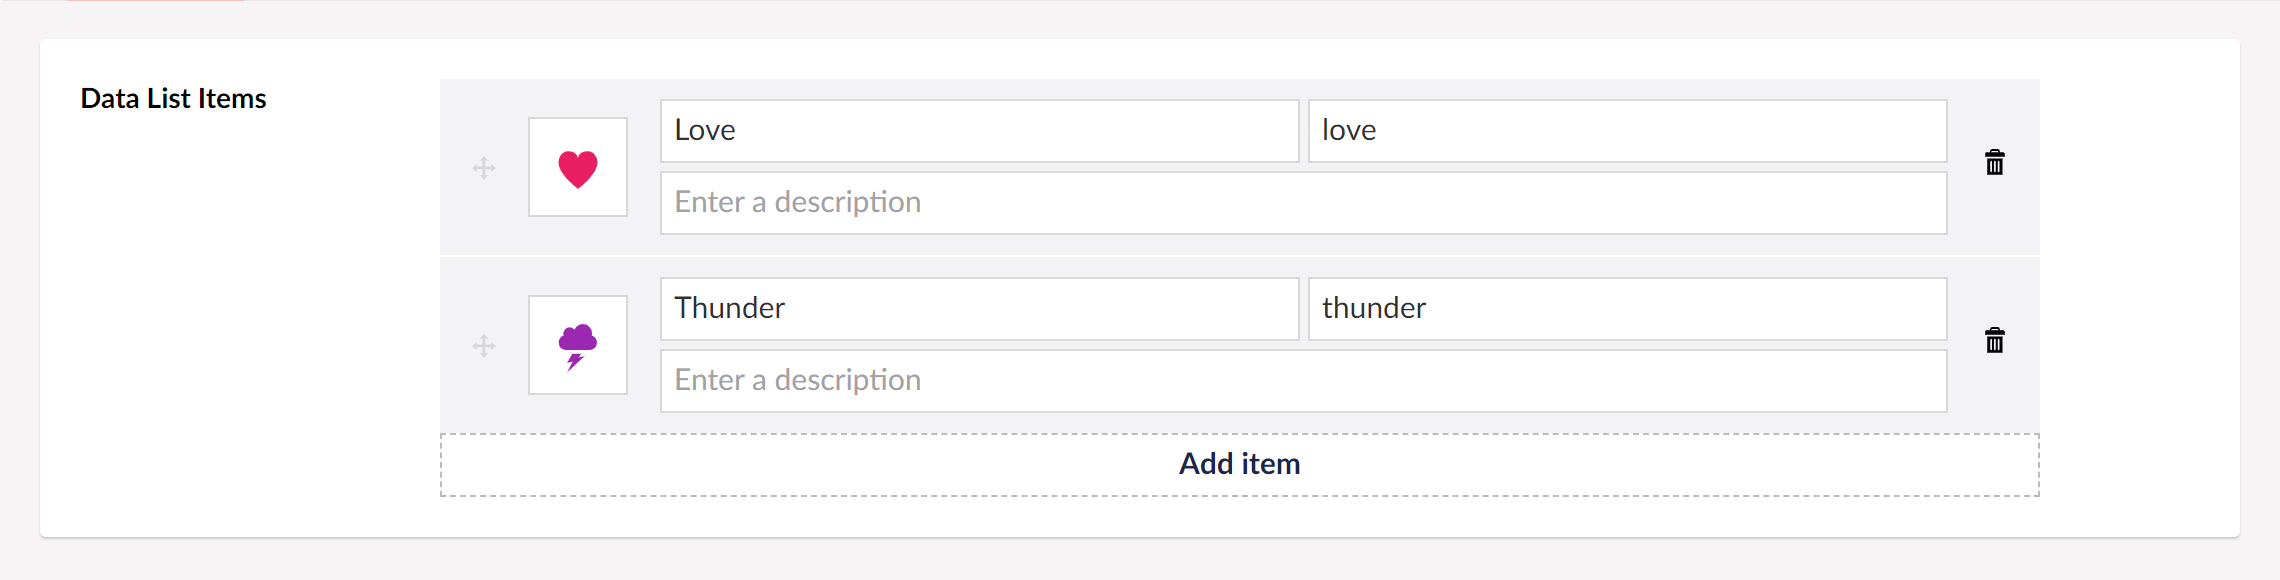 Data List Items
Love love
Enter a description
Thunder thunder
Enter a description
Add item